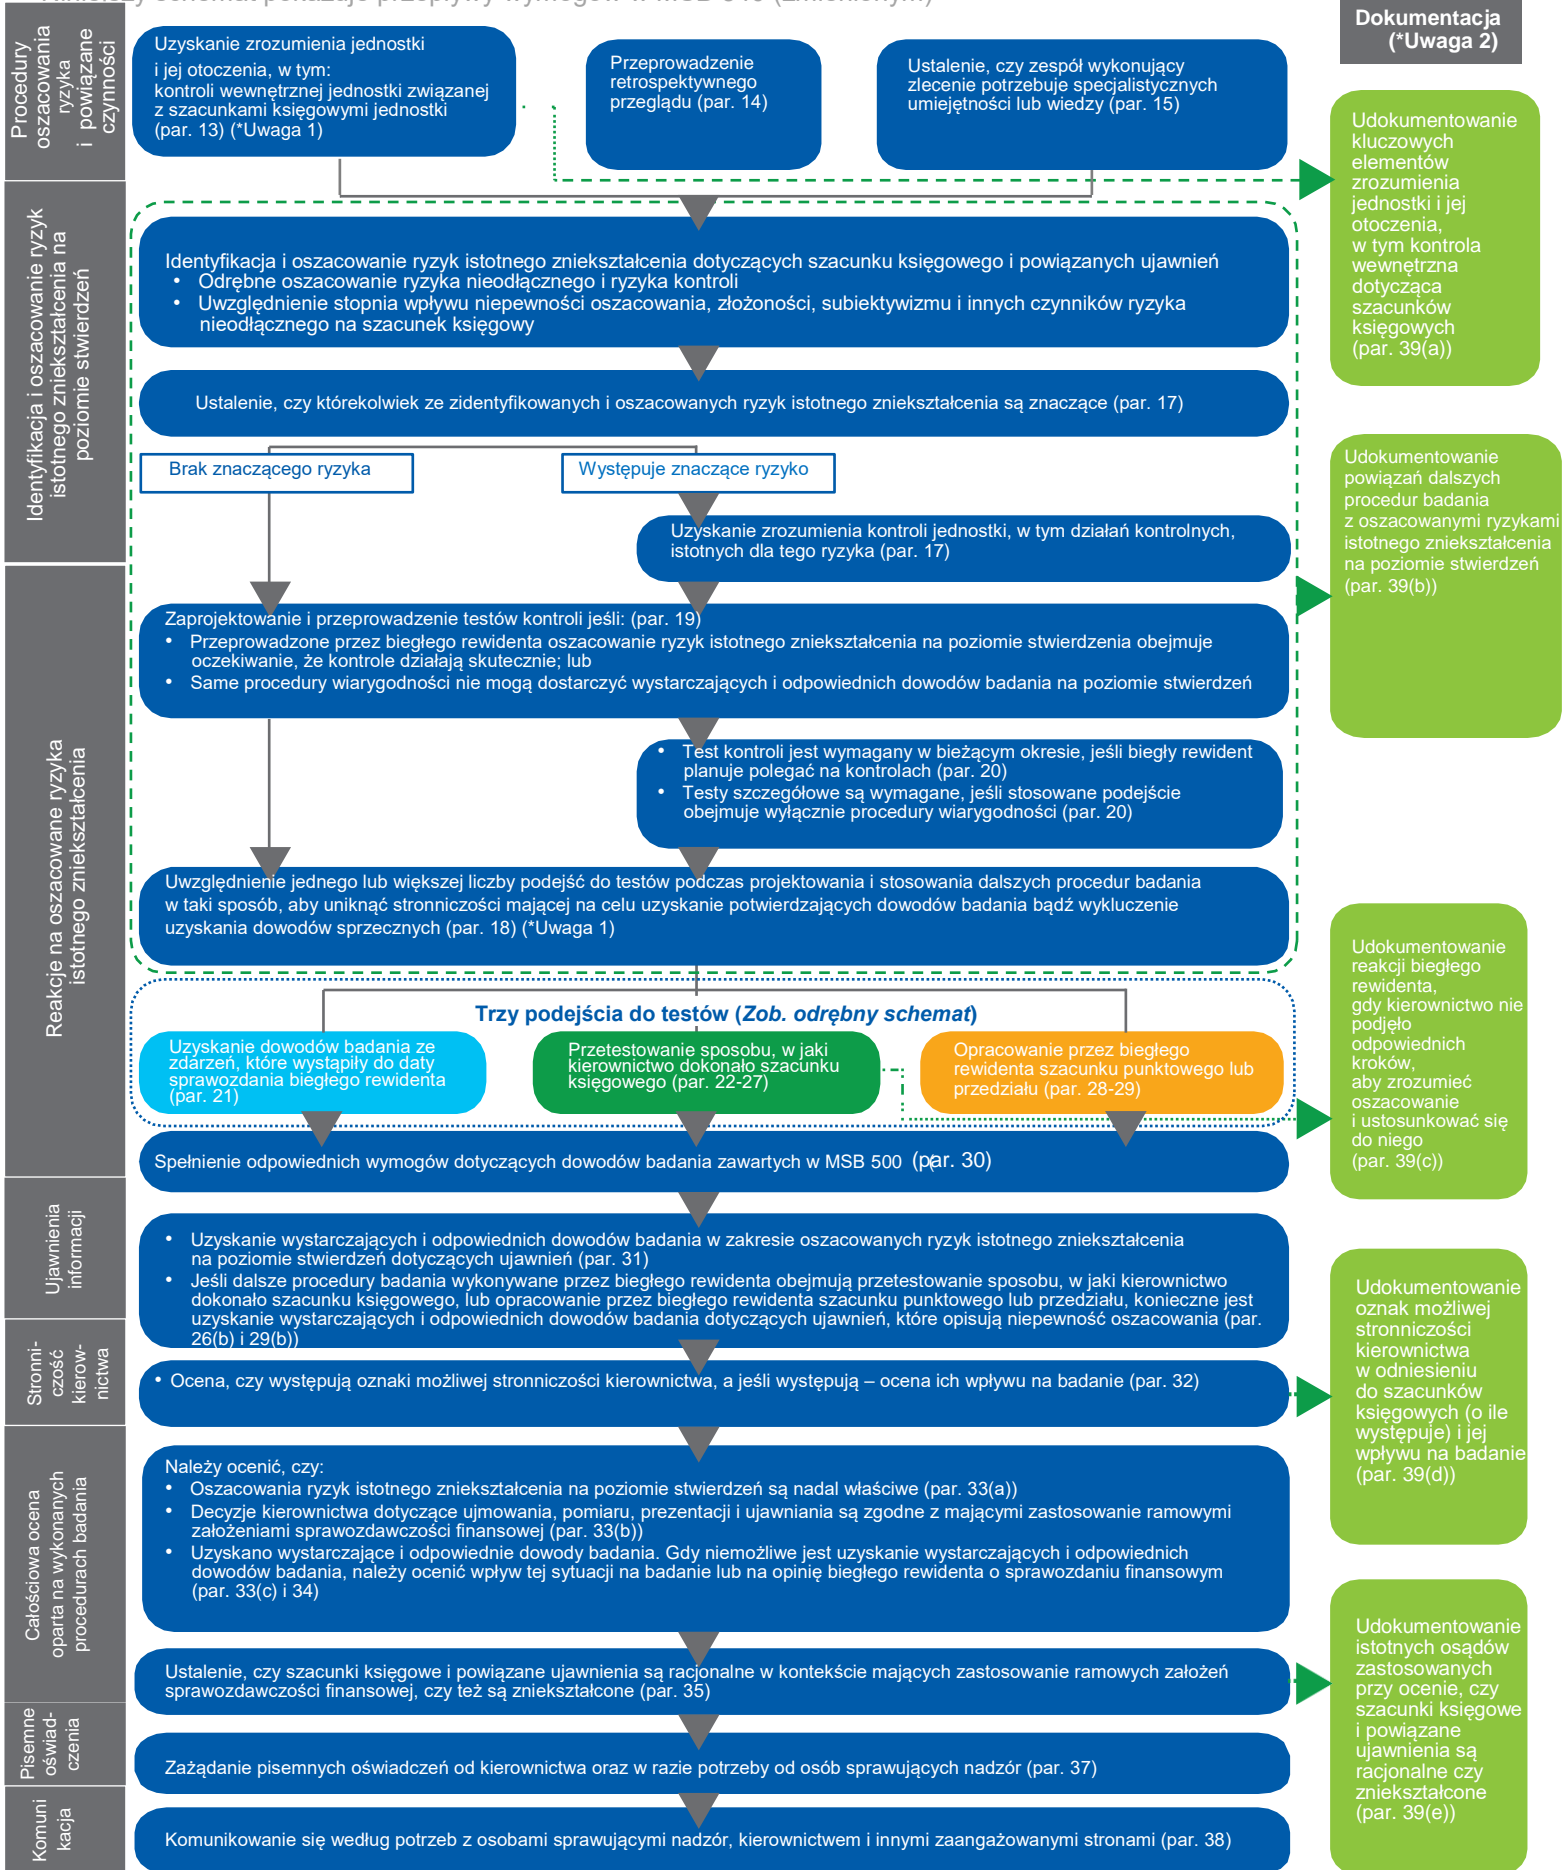 Niniejszy schemat pokazuje przepływy wymogów w MSB 540 (zmienionym)
Dokumentacja
(*Uwaga 2)
Procedury
oszacowania
ryzyka
i powiązane
czynności
Uzyskanie zrozumienia jednostki
i jej otoczenia, w tym:
kontroli wewnętrznej jednostki związanej
z szacunkami księgowymi jednostki
(par. 13) (*Uwaga 1)
Przeprowadzenie
retrospektywnego
przeglądu (par. 14)
Ustalenie, czy zespół wykonujący
zlecenie potrzebuje specjalistycznych
umiejętności lub wiedzy (par. 15)
Udokumentowanie
kluczowych
elementów
zrozumienia
jednostki i jej
otoczenia,
w tym kontrola
wewnętrzna
dotycząca
szacunków
księgowych
(par. 39(a))
Identyfikacja i oszacowanie ryzyk
istotnego zniekształcenia na
poziomie stwierdzeń
Identyfikacja i oszacowanie ryzyk istotnego zniekształcenia dotyczących szacunku księgowego i powiązanych ujawnień
• Odrębne oszacowanie ryzyka nieodłącznego i ryzyka kontroli
• Uwzględnienie stopnia wpływu niepewności oszacowania, złożoności, subiektywizmu i innych czynników ryzyka
nieodłącznego na szacunek księgowy
Ustalenie, czy którekolwiek ze zidentyfikowanych i oszacowanych ryzyk istotnego zniekształcenia są znaczące (par. 17)
Brak znaczącego ryzyka
Występuje znaczące ryzyko
Uzyskanie zrozumienia kontroli jednostki, w tym działań kontrolnych,
istotnych dla tego ryzyka (par. 17)
Udokumentowanie
powiązań dalszych
procedur badania
z oszacowanymi ryzykami
istotnego zniekształcenia
na poziomie stwierdzeń
(par. 39(b))
Reakcje na oszacowane ryzyka
istotnego zniekształcenia
Zaprojektowanie i przeprowadzenie testów kontroli jeśli: (par. 19)
• Przeprowadzone przez biegłego rewidenta oszacowanie ryzyk istotnego zniekształcenia na poziomie stwierdzenia obejmuje
oczekiwanie, że kontrole działają skutecznie; lub
• Same procedury wiarygodności nie mogą dostarczyć wystarczających i odpowiednich dowodów badania na poziomie stwierdzeń
• Test kontroli jest wymagany w bieżącym okresie, jeśli biegły rewident
planuje polegać na kontrolach (par. 20)
• Testy szczegółowe są wymagane, jeśli stosowane podejście
obejmuje wyłącznie procedury wiarygodności (par. 20)
Uwzględnienie jednego lub większej liczby podejść do testów podczas projektowania i stosowania dalszych procedur badania
w taki sposób, aby uniknąć stronniczości mającej na celu uzyskanie potwierdzających dowodów badania bądź wykluczenie
uzyskania dowodów sprzecznych (par. 18) (*Uwaga 1)
Trzy podejścia do testów (Zob. odrębny schemat)
Uzyskanie dowodów badania ze
zdarzeń, które wystąpiły do daty
sprawozdania biegłego rewidenta
(par. 21)
Przetestowanie sposobu, w jaki
kierownictwo dokonało szacunku
księgowego (par. 22-27)
Opracowanie przez biegłego
rewidenta szacunku punktowego lub
przedziału (par. 28-29)
Udokumentowanie
reakcji biegłego
rewidenta,
gdy kierownictwo nie
podjęło
odpowiednich
kroków,
aby zrozumieć
oszacowanie
i ustosunkować się
do niego
(par. 39(c))
Spełnienie odpowiednich wymogów dotyczących dowodów badania zawartych w MSB 500 (par. 30)
Ujawnienia
informacji
• Uzyskanie wystarczających i odpowiednich dowodów badania w zakresie oszacowanych ryzyk istotnego zniekształcenia
na poziomie stwierdzeń dotyczących ujawnień (par. 31)
• Jeśli dalsze procedury badania wykonywane przez biegłego rewidenta obejmują przetestowanie sposobu, w jaki kierownictwo
dokonało szacunku księgowego, lub opracowanie przez biegłego rewidenta szacunku punktowego lub przedziału, konieczne jest
uzyskanie wystarczających i odpowiednich dowodów badania dotyczących ujawnień, które opisują niepewność oszacowania (par.
26(b) i 29(b))
Stronni-
czość
kierow-
nictwa
• Ocena, czy występują oznaki możliwej stronniczości kierownictwa, a jeśli występują – ocena ich wpływu na badanie (par. 32)
Udokumentowanie
oznak możliwej
stronniczości
kierownictwa
w odniesieniu
do szacunków
księgowych (o ile
występuje) i jej
wpływu na badanie
(par. 39(d))
Całościowa ocena
oparta na wykonanych
procedurach badania
Należy ocenić, czy:
• Oszacowania ryzyk istotnego zniekształcenia na poziomie stwierdzeń są nadal właściwe (par. 33(a))
• Decyzje kierownictwa dotyczące ujmowania, pomiaru, prezentacji i ujawniania są zgodne z mającymi zastosowanie ramowymi
założeniami sprawozdawczości finansowej (par. 33(b))
• Uzyskano wystarczające i odpowiednie dowody badania. Gdy niemożliwe jest uzyskanie wystarczających i odpowiednich
dowodów badania, należy ocenić wpływ tej sytuacji na badanie lub na opinię biegłego rewidenta o sprawozdaniu finansowym
(par. 33(c) i 34)
Ustalenie, czy szacunki księgowe i powiązane ujawnienia są racjonalne w kontekście mających zastosowanie ramowych założeń
sprawozdawczości finansowej, czy też są zniekształcone (par. 35)
Udokumentowanie
istotnych osądów
zastosowanych
przy ocenie, czy
szacunki księgowe
i powiązane
ujawnienia są
racjonalne czy
zniekształcone
(par. 39(e))
Pisemne
oświad-
czenia
Zażądanie pisemnych oświadczeń od kierownictwa oraz w razie potrzeby od osób sprawujących nadzór (par. 37)
Komuni
kacja
Komunikowanie się według potrzeb z osobami sprawującymi nadzór, kierownictwem i innymi zaangażowanymi stronami (par. 38)